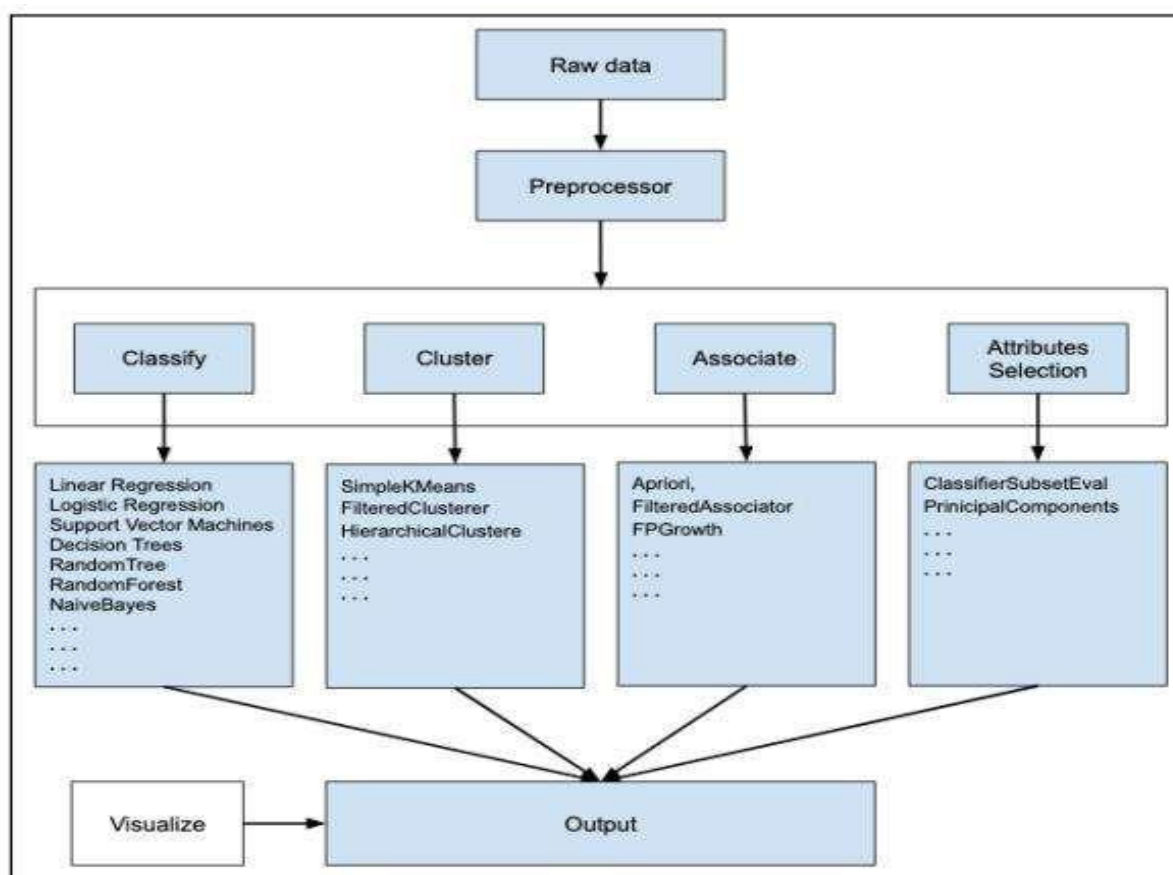 Raw data
Preprocessor
Classify
Cluster
Associate
Attributes
Selection
Linear Regression
Logistic Regression
Support Vector Machines
Decision Trees
RandomTree
RandomForest
NaiveBayes
. . .
. . .
. . .
SimpleKMeans
FilteredClusterer
HierarchicalClustere
. . .
. . .
. . .
Apriori,
FilteredAssociator
FPGrowth
. . .
. . .
. . .
ClassifierSubsetEval
PrinicipalComponents
. . .
. . .
. . .
Visualize
Output